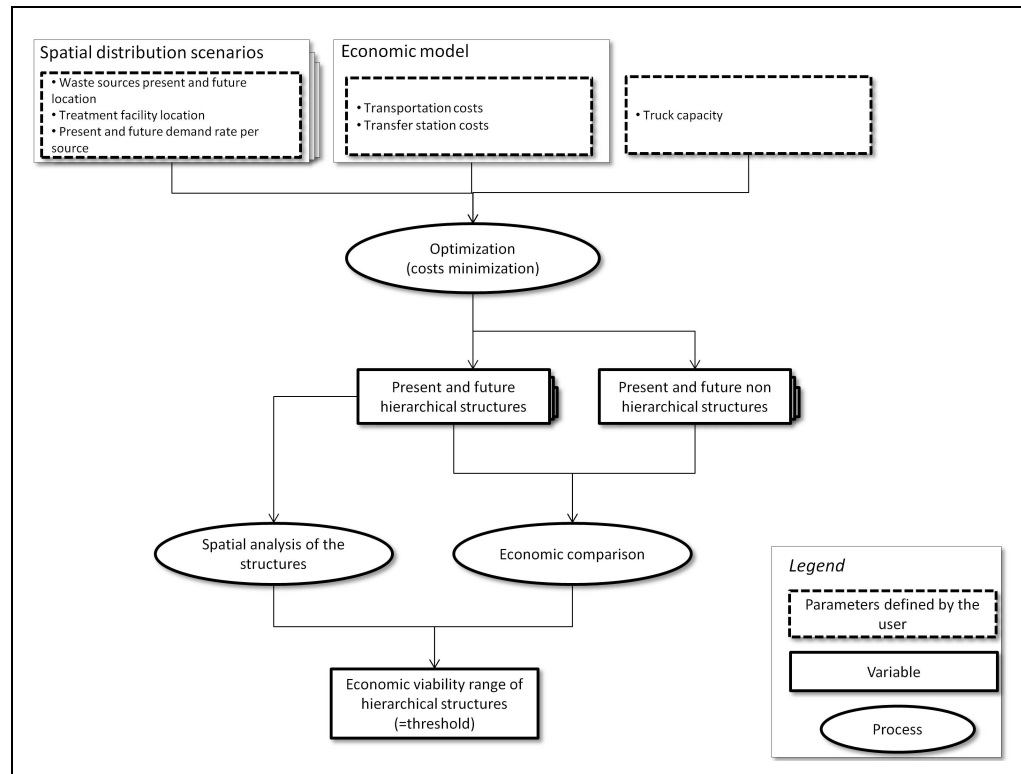 Spatial distribution scenarios
• Waste sources present and future
location
• Treatment facility location
• Present and future demand rate per
source
Economic model
• Transportation costs
• Transfer station costs
• Truck capacity
Optimization
(costs minimization)
Present and future
hierarchical structures
Present and future non
hierarchical structures
Spatial analysis of the
structures
Economic comparison
Economic viability range of
hierarchical structures
(=threshold)
Legend
Parameters defined by the
user
Variable
Process